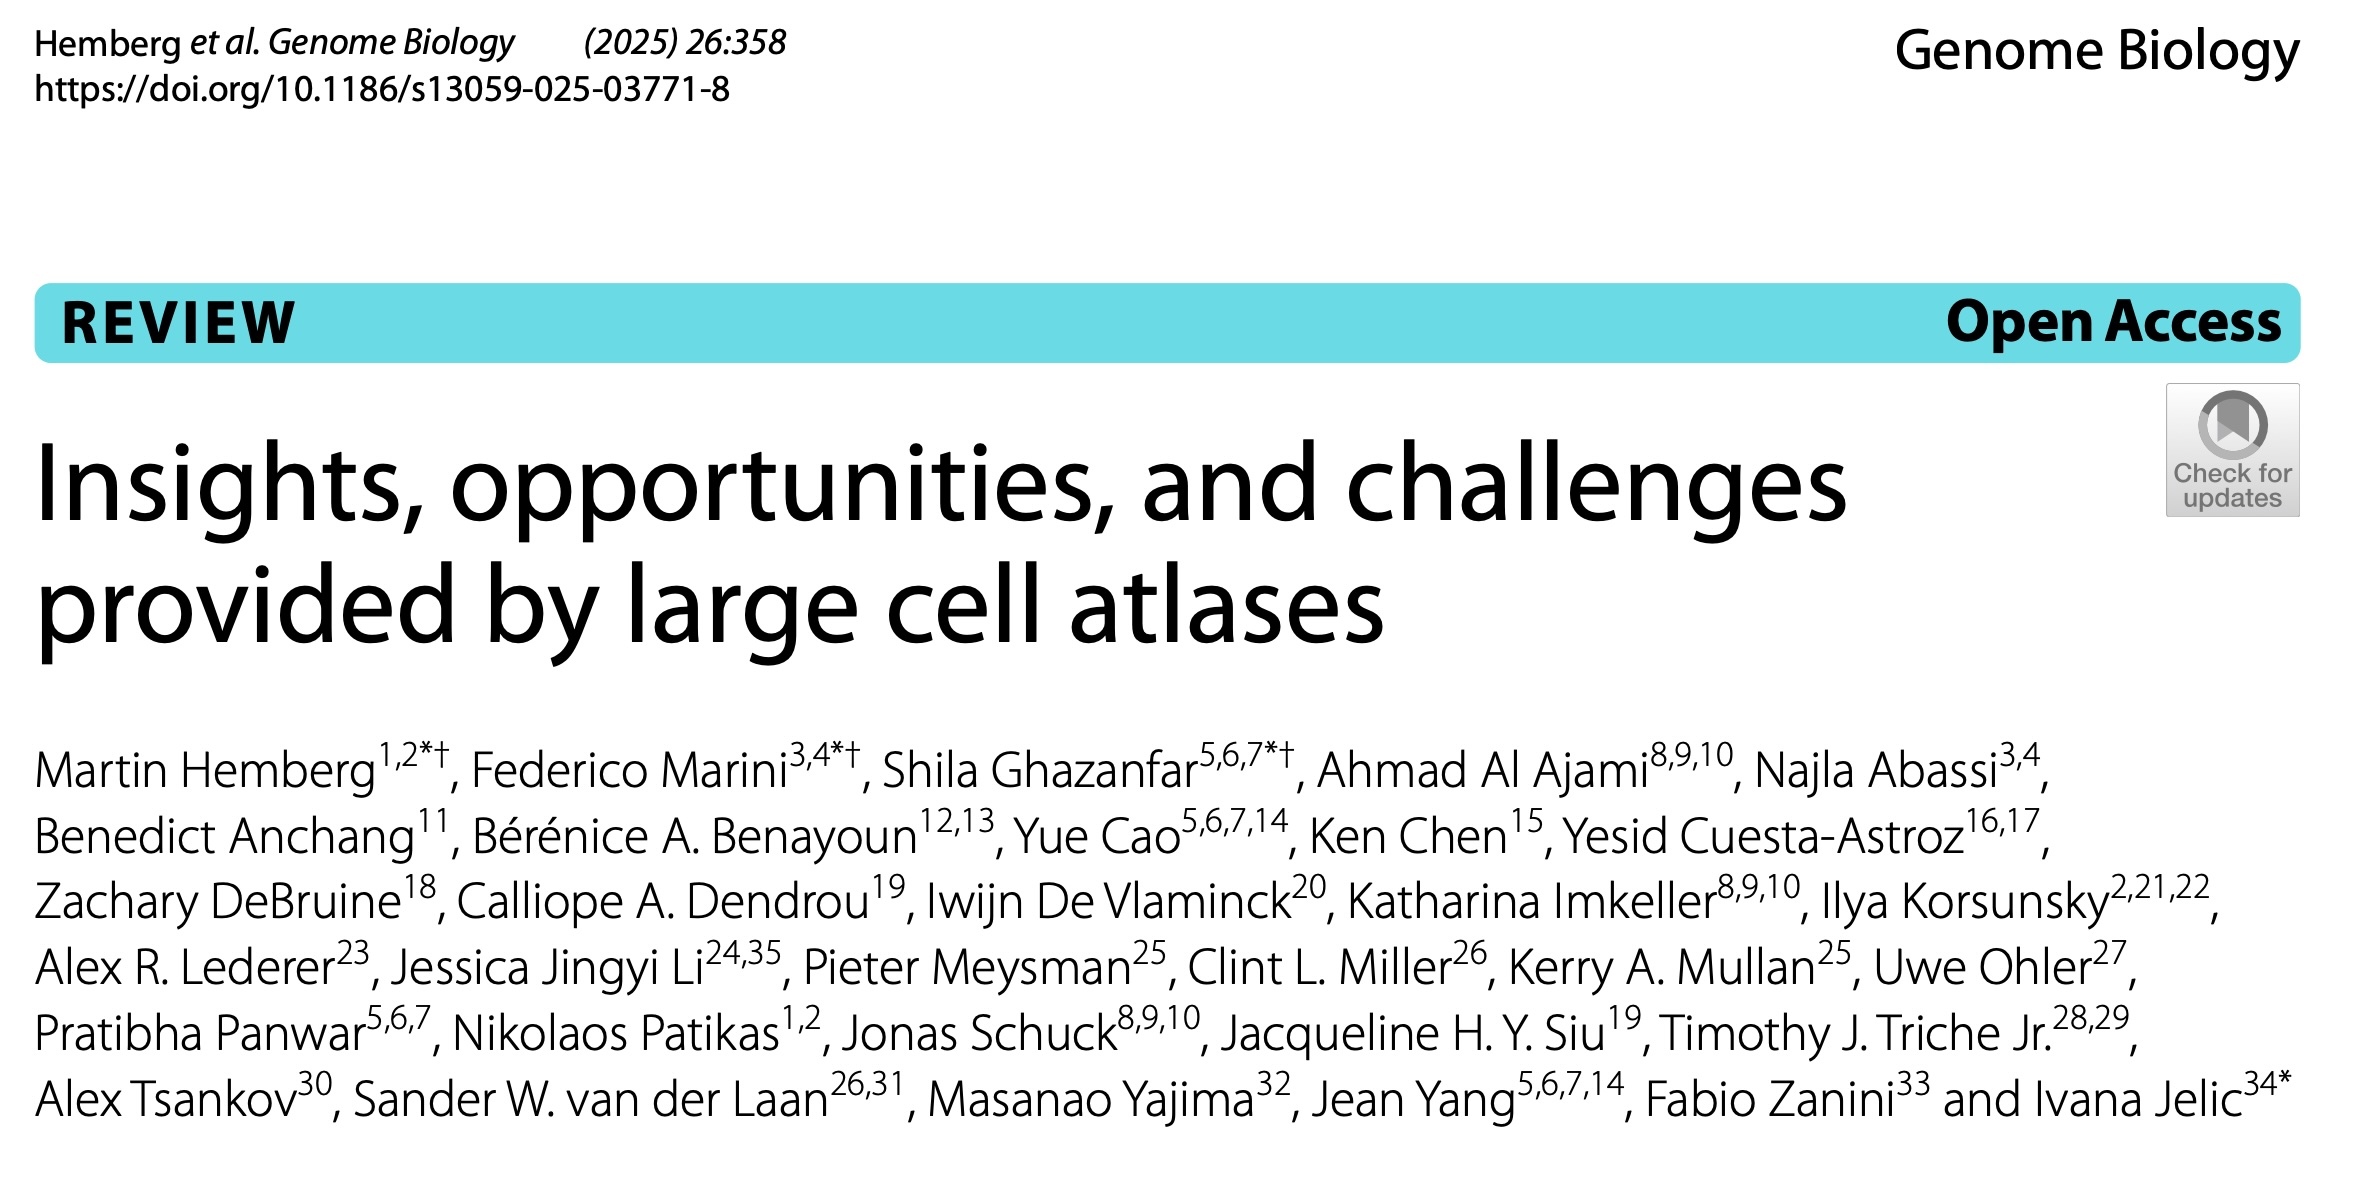 Hemberg et al. Genome Biology (2025) 26:358
https://doi.org/10.1186/s13059-025-03771-8
Genome Biology
REVIEW
Open Access
Check for
updates
Insights, opportunities, and challenges
provided by large cell atlases
Martin Hemberg1,2*†, Federico Marini3,4*†, Shila Ghazanfar5,6,7*†, Ahmad Al Ajami8,9,10, Najla Abassi3,4,
Benedict Anchang11, Bérénice A. Benayoun12,13, Yue Cao5,6,7,14, Ken Chen15, Yesid Cuesta-Astroz16,17,
Zachary DeBruine18, Calliope A. Dendrou19, Iwijn De Vlaminck20, Katharina Imkeller8,9,10, Ilya Korsunsky2,21,22,
Alex R. Lederer23, Jessica Jingyi Li24,35, Pieter Meysman25, Clint L. Miller26, Kerry A. Mullan25, Uwe Ohler27,
Pratibha Panwar5,6,7, Nikolaos Patikas1,2, Jonas Schuck8,9,10, Jacqueline H. Y. Siu19, Timothy J. Triche Jr.28,29,
Alex Tsankov30, Sander W. van der Laan26,31, Masanao Yajima32, Jean Yang5,6,7,14, Fabio Zanini33 and Ivana Jelic34*